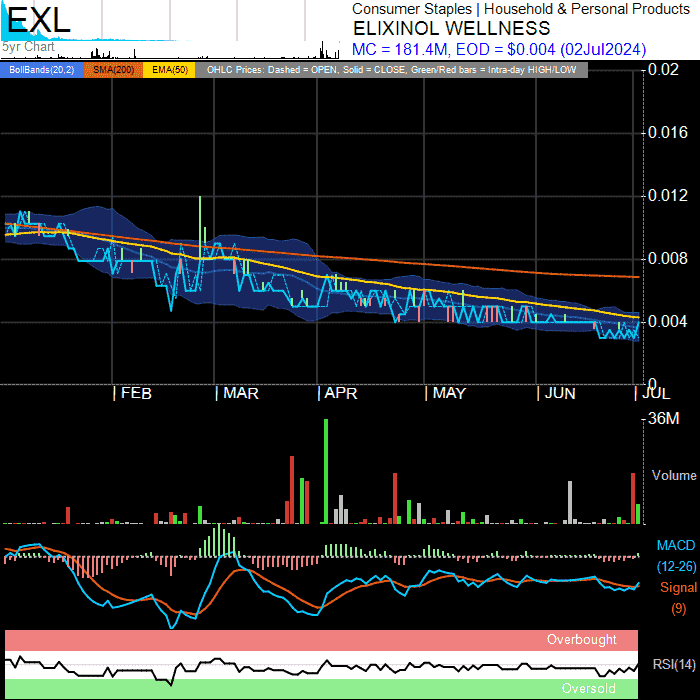 EXL
Consumer Staples | Household & Personal Products
ELIXINOL WELLNESS
MC = 181.4M, EOD = $0.004 (02Jul2024)
5yr Chart
BollBands(20,2) SMA(200) EMA(50) OHLC Prices: Dashed = OPEN, Solid = CLOSE, Green/Red bars = Intra-day HIGH/LOW
0.02
0.016
0.012
0.008
0.004
0
FEB MAR APR MAY JUN JUL
36M
Volume
MACD
(12-26)
Signal
(9)
Overbought
RSI(14)
Oversold